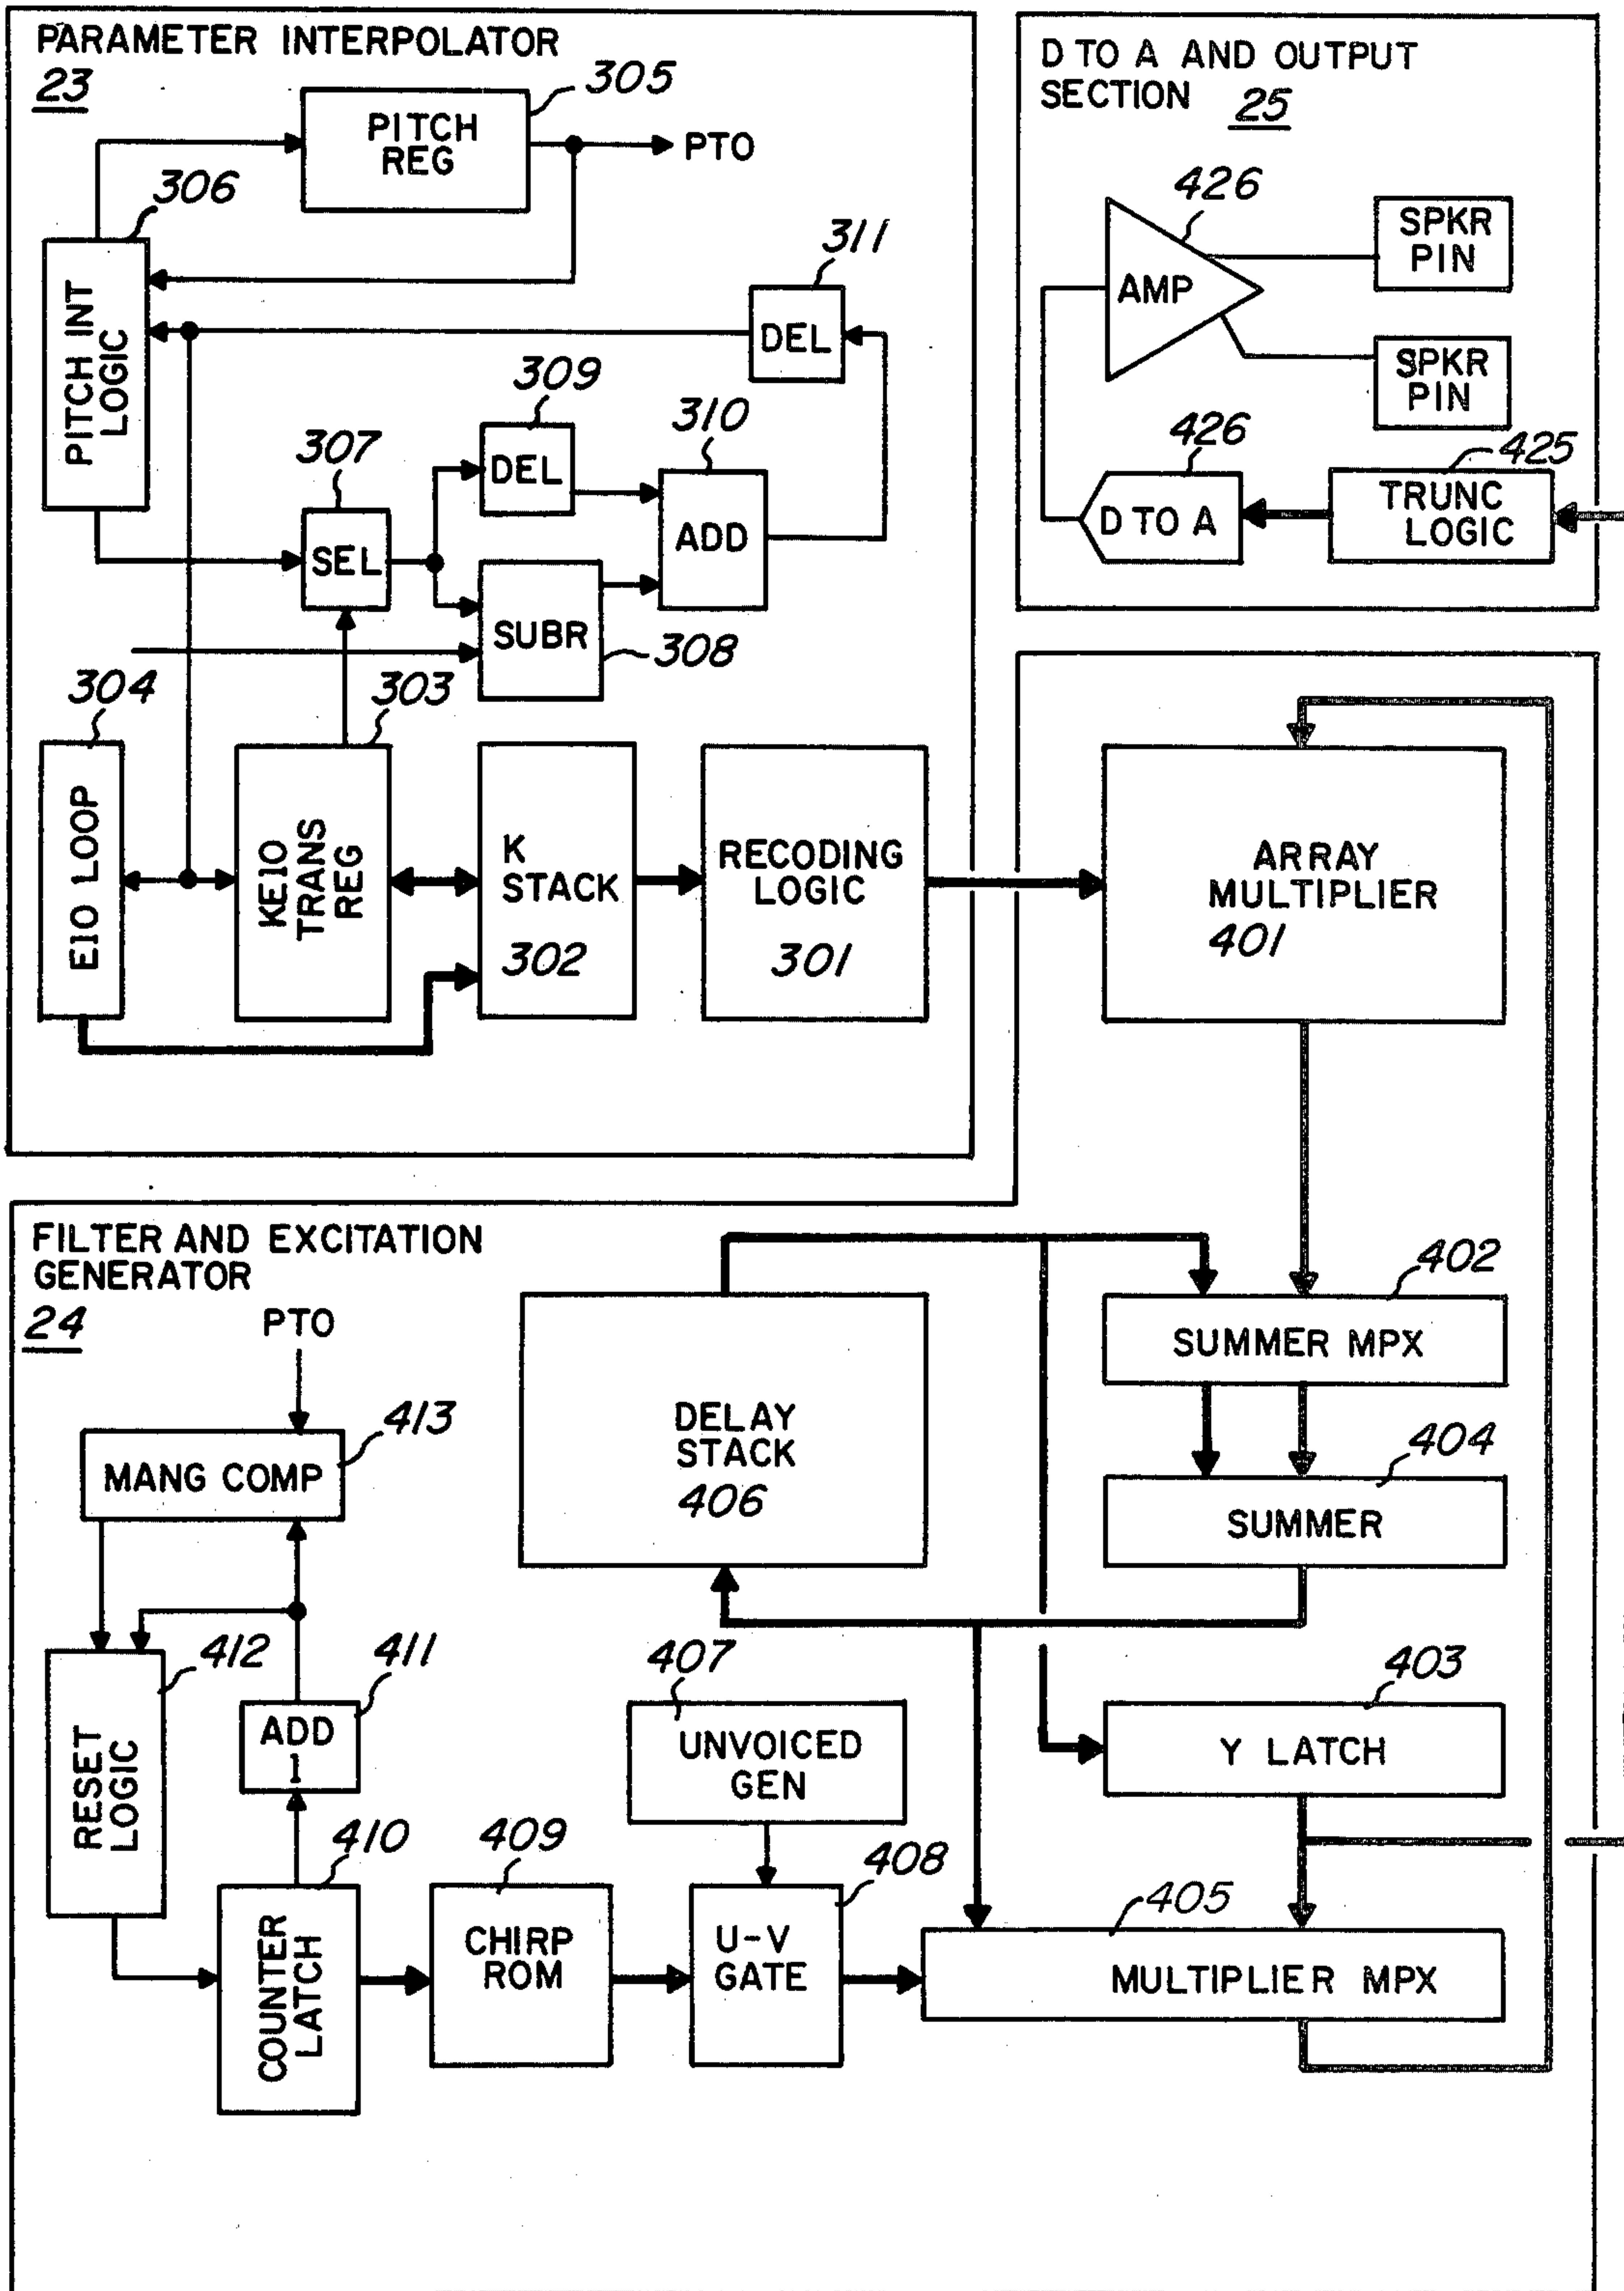 PARAMETER INTERPOLATOR
23
305
PITCH
REG
PTO
306
PITCH INT
LOGIC
311
DEL
309
DEL
310
ADD
307
SEL
SUBR
308
304
E10 LOOP
303
KE10
TRANS
REG
K
STACK
302
RECODING
LOGIC
301
D TO A AND OUTPUT
SECTION 25
426
AMP
SPKR
PIN
SPKR
PIN
426
D TO A
425
TRUNC
LOGIC
ARRAY
MULTIPLIER
401
FILTER AND EXCITATION
GENERATOR
24
PTO
413
MANG COMP
DELAY
STACK
406
402
SUMMER MPX
404
SUMMER
412
RESET
LOGIC
411
ADD
1
407
UNVOICED
GEN
403
Y LATCH
410
COUNTER
LATCH
409
CHIRP
ROM
408
U-V
GATE
405
MULTIPLIER MPX